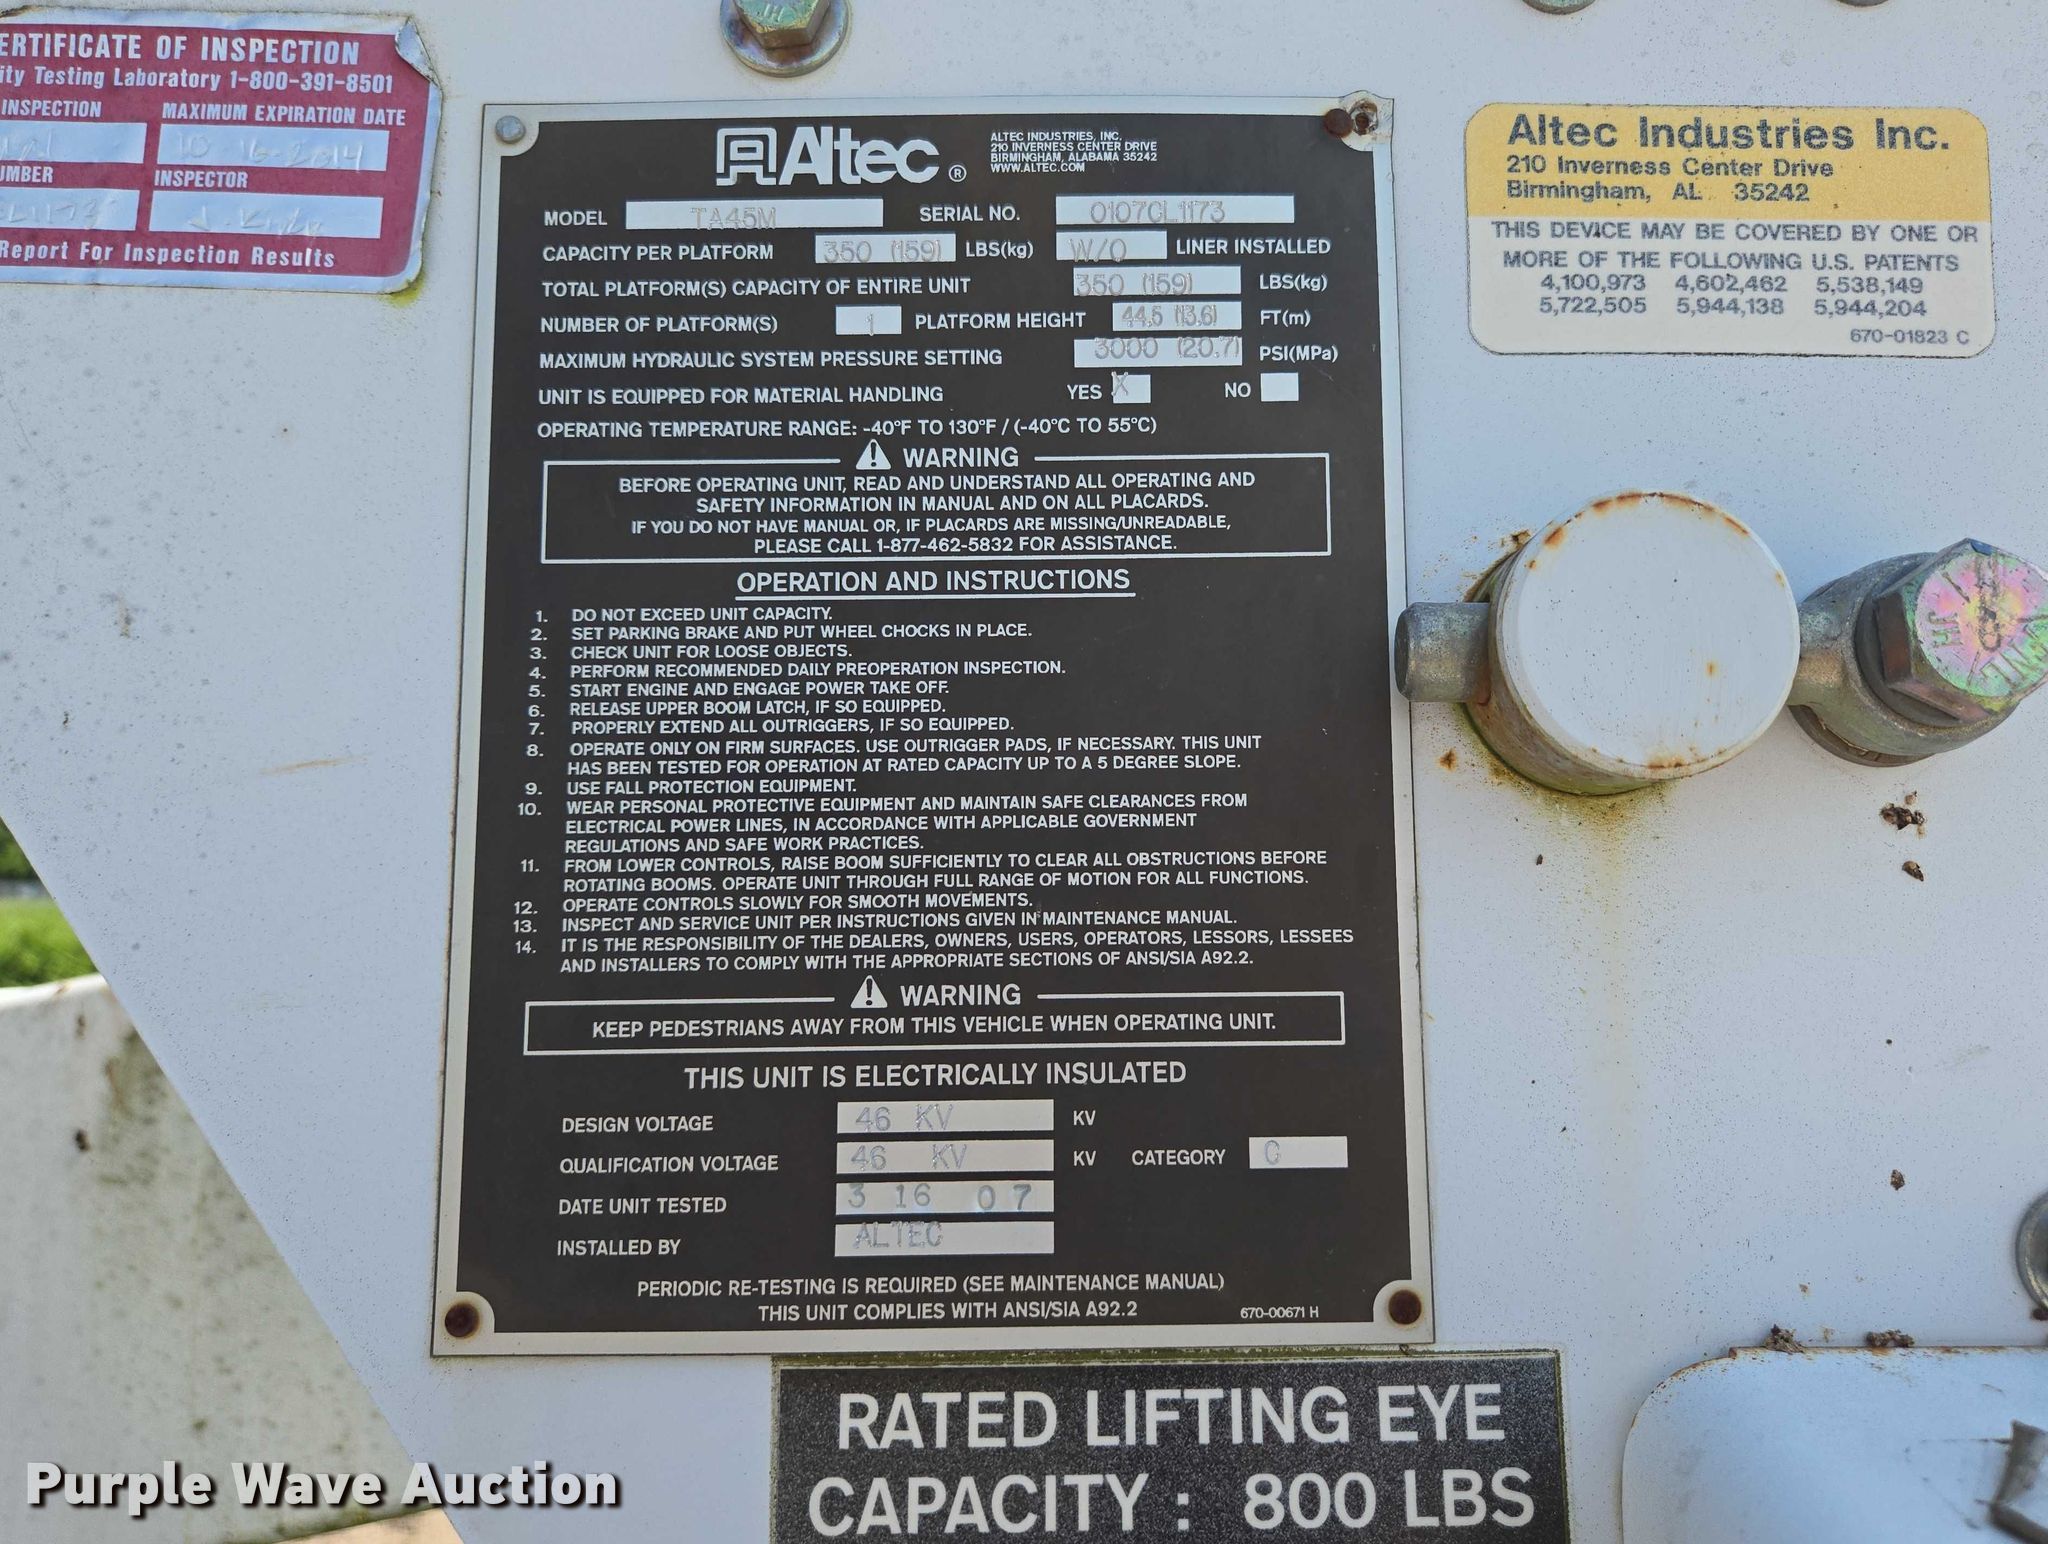 ERTIFICATE OF INSPECTION
ity Testing Laboratory 1-800-391-8501
INSPECTION MAXIMUM EXPIRATION DATE
10 16-2014
UMBER INSPECTOR
Report For Inspection Results
Altec ®
ALTEC INDUSTRIES, INC.
210 INVERNESS CENTER DRIVE
BIRMINGHAM, ALABAMA 35242
WWW.ALTEC.COM
MODEL TA45M SERIAL NO. 0107CL1173
CAPACITY PER PLATFORM 350 (159) LBS(kg) W/O LINER INSTALLED
TOTAL PLATFORM(S) CAPACITY OF ENTIRE UNIT 350 (159) LBS(kg)
NUMBER OF PLATFORM(S) 1 PLATFORM HEIGHT 44.5 (13.6) FT(m)
MAXIMUM HYDRAULIC SYSTEM PRESSURE SETTING 3000 (20.7) PSI(MPa)
UNIT IS EQUIPPED FOR MATERIAL HANDLING YES X NO
OPERATING TEMPERATURE RANGE: -40°F TO 130°F / (-40°C TO 55°C)
WARNING
BEFORE OPERATING UNIT, READ AND UNDERSTAND ALL OPERATING AND
SAFETY INFORMATION IN MANUAL AND ON ALL PLACARDS.
IF YOU DO NOT HAVE MANUAL OR, IF PLACARDS ARE MISSING/UNREADABLE,
PLEASE CALL 1-877-462-5832 FOR ASSISTANCE.
OPERATION AND INSTRUCTIONS
1. DO NOT EXCEED UNIT CAPACITY.
2. SET PARKING BRAKE AND PUT WHEEL CHOCKS IN PLACE.
3. CHECK UNIT FOR LOOSE OBJECTS.
4. PERFORM RECOMMENDED DAILY PREOPERATION INSPECTION.
5. START ENGINE AND ENGAGE POWER TAKE OFF.
6. RELEASE UPPER BOOM LATCH, IF SO EQUIPPED.
7. PROPERLY EXTEND ALL OUTRIGGERS, IF SO EQUIPPED.
8. OPERATE ONLY ON FIRM SURFACES. USE OUTRIGGER PADS, IF NECESSARY. THIS UNIT
HAS BEEN TESTED FOR OPERATION AT RATED CAPACITY UP TO A 5 DEGREE SLOPE.
9. USE FALL PROTECTION EQUIPMENT.
10. WEAR PERSONAL PROTECTIVE EQUIPMENT AND MAINTAIN SAFE CLEARANCES FROM
ELECTRICAL POWER LINES, IN ACCORDANCE WITH APPLICABLE GOVERNMENT
REGULATIONS AND SAFE WORK PRACTICES.
11. FROM LOWER CONTROLS, RAISE BOOM SUFFICIENTLY TO CLEAR ALL OBSTRUCTIONS BEFORE
ROTATING BOOMS. OPERATE UNIT THROUGH FULL RANGE OF MOTION FOR ALL FUNCTIONS.
12. OPERATE CONTROLS SLOWLY FOR SMOOTH MOVEMENTS.
13. INSPECT AND SERVICE UNIT PER INSTRUCTIONS GIVEN IN MAINTENANCE MANUAL.
14. IT IS THE RESPONSIBILITY OF THE DEALERS, OWNERS, USERS, OPERATORS, LESSORS, LESSEES
AND INSTALLERS TO COMPLY WITH THE APPROPRIATE SECTIONS OF ANSI/SIA A92.2.
WARNING
KEEP PEDESTRIANS AWAY FROM THIS VEHICLE WHEN OPERATING UNIT.
THIS UNIT IS ELECTRICALLY INSULATED
DESIGN VOLTAGE 46 KV KV
QUALIFICATION VOLTAGE 46 KV KV CATEGORY C
DATE UNIT TESTED 3 16 07
INSTALLED BY ALTEC
PERIODIC RE-TESTING IS REQUIRED (SEE MAINTENANCE MANUAL)
THIS UNIT COMPLIES WITH ANSI/SIA A92.2 670-00671 H
Altec Industries Inc.
210 Inverness Center Drive
Birmingham, AL 35242
THIS DEVICE MAY BE COVERED BY ONE OR
MORE OF THE FOLLOWING U.S. PATENTS
4,100,973 4,602,462 5,538,149
5,722,505 5,944,138 5,944,204
670-01823 C
RATED LIFTING EYE
CAPACITY : 800 LBS
Purple Wave Auction